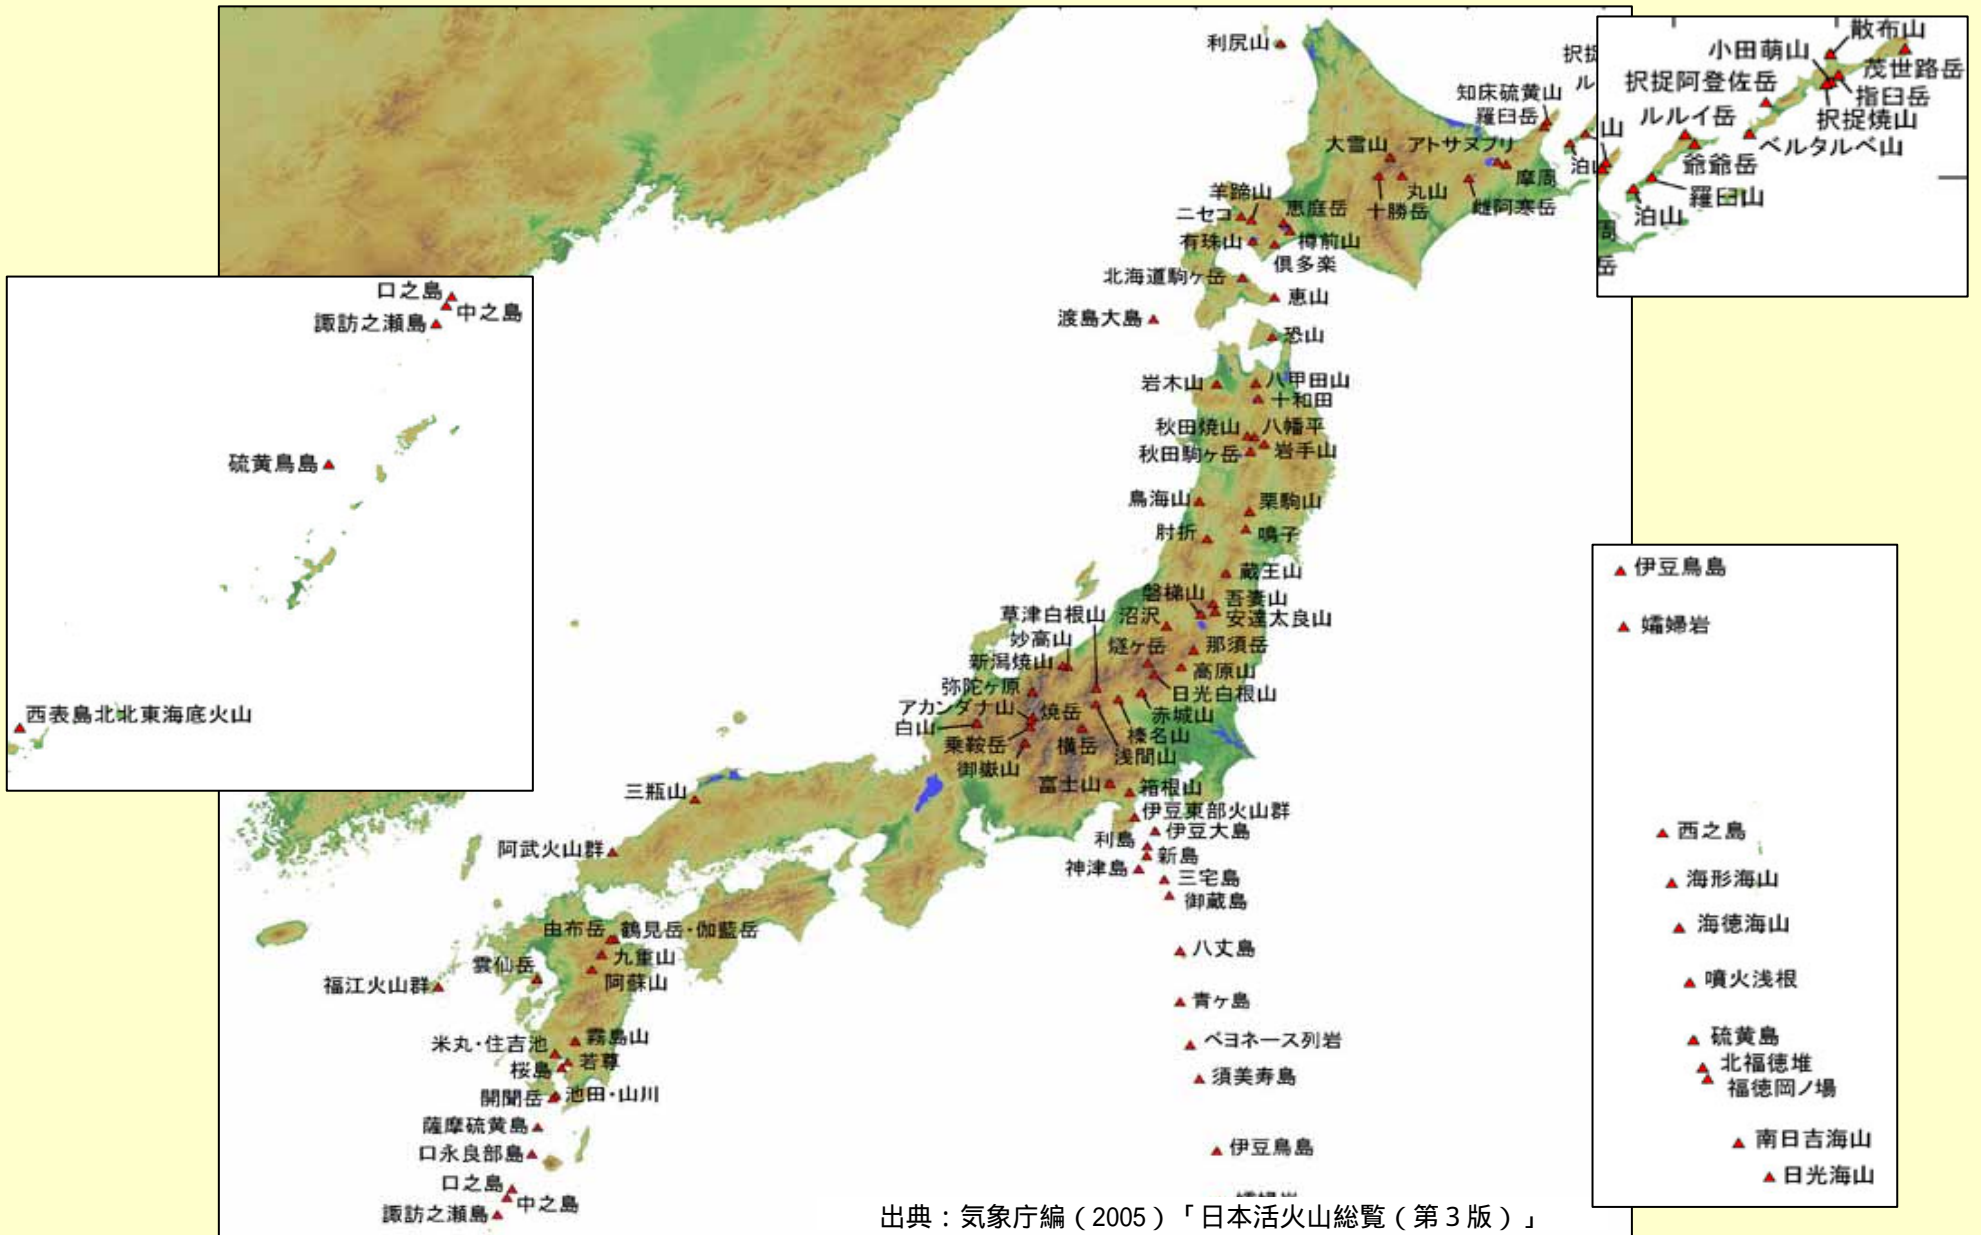 利尻山
知床硫黄山
羅臼岳
大雪山
アトサヌプリ
摩周
丸山
十勝岳
雌阿寒岳
羊蹄山
ニセコ
恵庭岳
有珠山
樽前山
倶多楽
北海道駒ヶ岳
恵山
渡島大島
恐山
岩木山
八甲田山
十和田
秋田焼山
八幡平
秋田駒ヶ岳
岩手山
鳥海山
栗駒山
肘折
鳴子
蔵王山
磐梯山
吾妻山
安達太良山
草津白根山
沼沢
妙高山
燧ヶ岳
那須岳
新潟焼山
高原山
弥陀ヶ原
日光白根山
アカンダナ山
焼岳
赤城山
白山
乗鞍岳
横岳
榛名山
浅間山
御嶽山
富士山
箱根山
伊豆東部火山群
伊豆大島
利島
新島
神津島
三宅島
御蔵島
八丈島
青ヶ島
ベヨネース列岩
須美寿島
伊豆鳥島
三瓶山
阿武火山群
由布岳
鶴見岳・伽藍岳
九重山
雲仙岳
阿蘇山
福江火山群
霧島山
米丸・住吉池
若尊
桜島
池田・山川
開聞岳
薩摩硫黄島
口永良部島
口之島
中之島
諏訪之瀬島
口之島
中之島
諏訪之瀬島
硫黄鳥島
西表島北北東海底火山
択捉
ル
山
泊山
周
岳
散布山
小田萌山
茂世路岳
択捉阿登佐岳
指臼岳
ルルイ岳
択捉焼山
ベルタルベ山
爺爺岳
羅臼山
泊山
伊豆鳥島
孀婦岩
西之島
海形海山
海徳海山
噴火浅根
硫黄島
北福徳堆
福徳岡ノ場
南日吉海山
日光海山
出典：気象庁編（2005）「日本活火山総覧（第３版）」